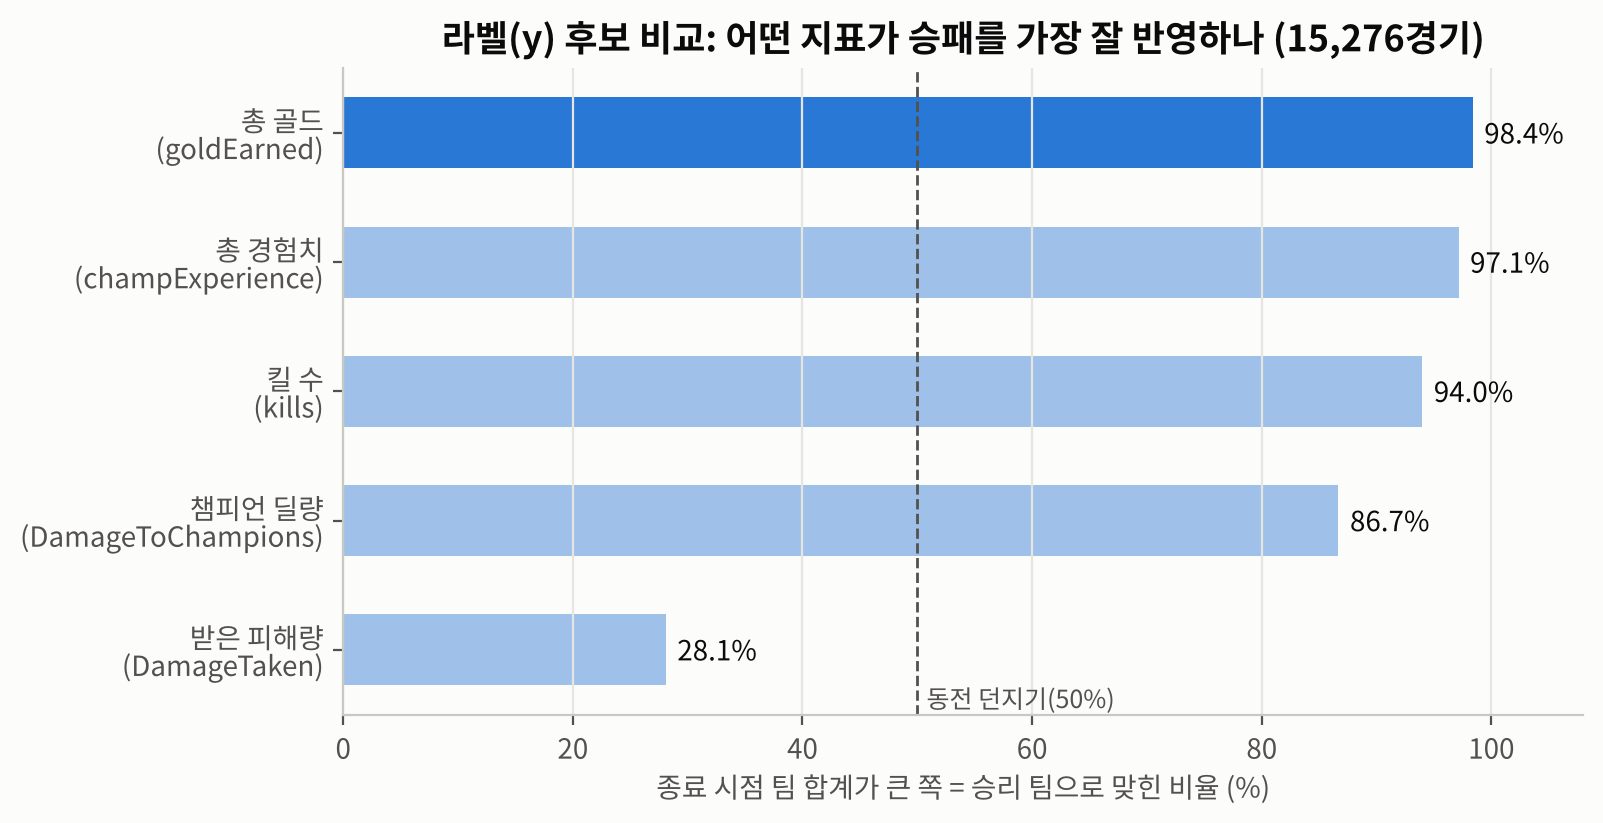 라벨(y) 후보 비교: 어떤 지표가 승패를 가장 잘 반영하나 (15,276경기)
총 골드
(goldEarned)
98.4%
총 경험치
(champExperience)
97.1%
킬 수
(kills)
94.0%
챔피언 딜량
(DamageToChampions)
86.7%
받은 피해량
(DamageTaken)
28.1%
동전 던지기(50%)
0 20 40 60 80 100
종료 시점 팀 합계가 큰 쪽 = 승리 팀으로 맞힌 비율 (%)